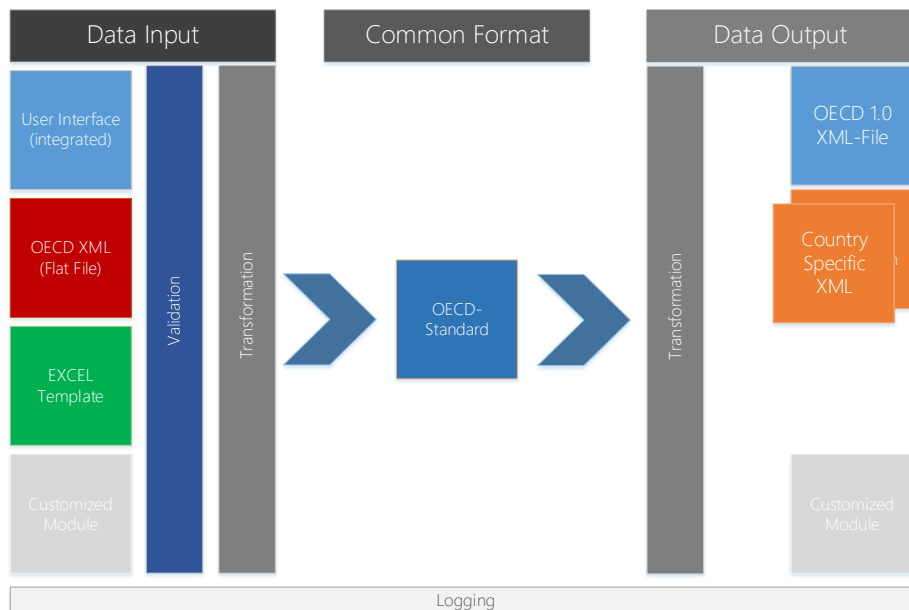 Data Input
Common Format
Data Output
User Interface
(integrated)
OECD XML
(Flat File)
EXCEL
Template
Customized
Module
Validation
Transformation
OECD-
Standard
Transformation
OECD 1.0
XML-File
Country
Specific
XML
Customized
Module
Logging